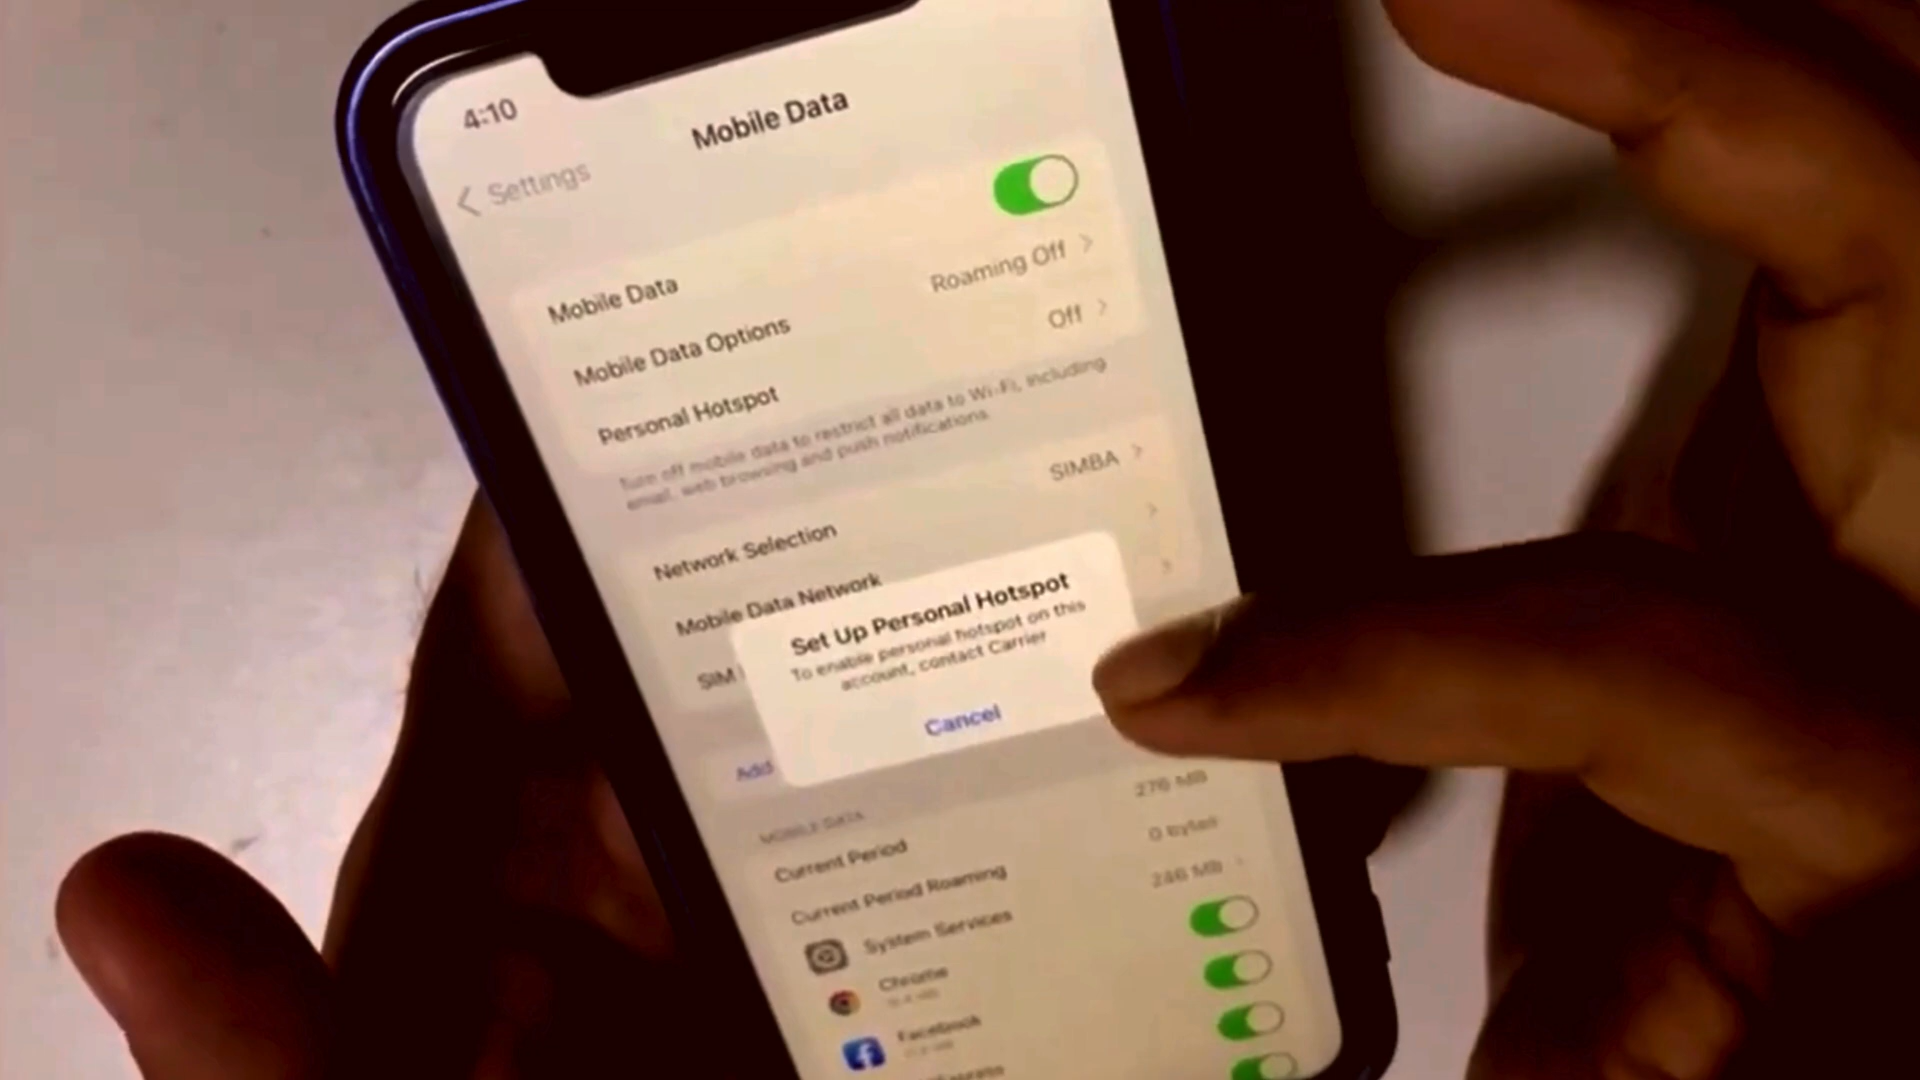 4:10
Settings
Mobile Data
Mobile Data
Mobile Data Options
Roaming Off
Personal Hotspot
Off
Turn off mobile data to restrict all data to Wi-Fi, including
email, web browsing and push notifications.
Network Selection
SIMBA
Mobile Data Network
SIM
Set Up Personal Hotspot
To enable personal hotspot on this
account, contact Carrier
Cancel
Add
MOBILE DATA
Current Period
276 MB
Current Period Roaming
0 bytes
System Services
246 MB
Chrome
Facebook